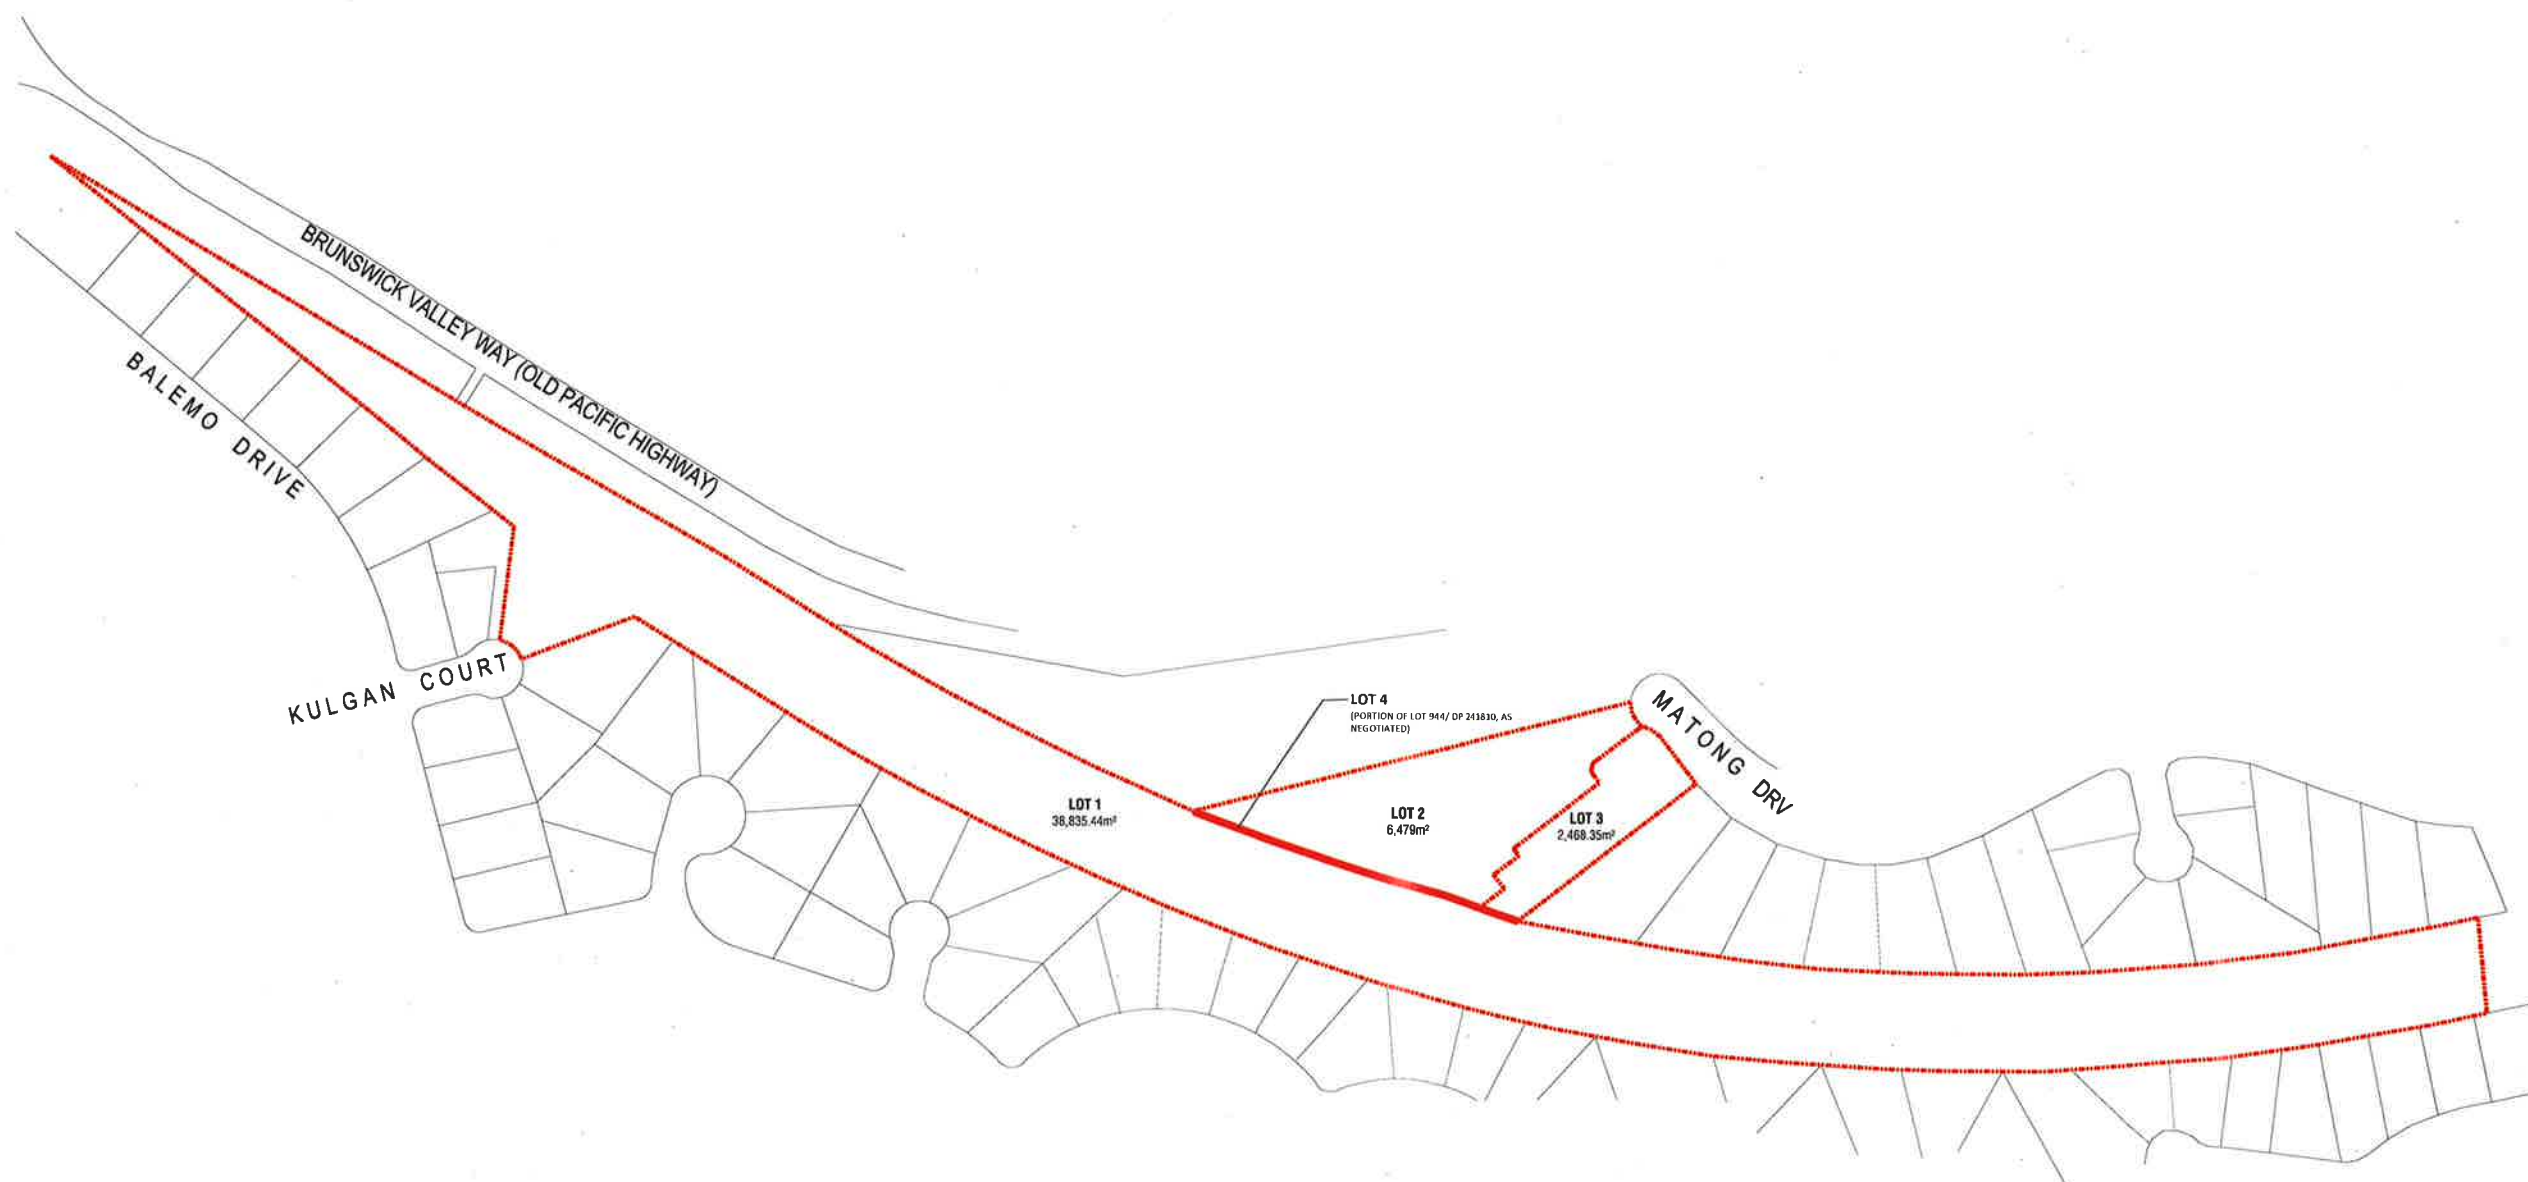 BRUNSWICK VALLEY WAY (OLD PACIFIC HIGHWAY)
BALEMO DRIVE
KULGAN COURT
LOT 4
(PORTION OF LOT 944/ DP 241810, AS
NEGOTIATED)
MATONG DRV
LOT 1
38,835.44m²
LOT 2
6,479m²
LOT 3
2,468.35m²